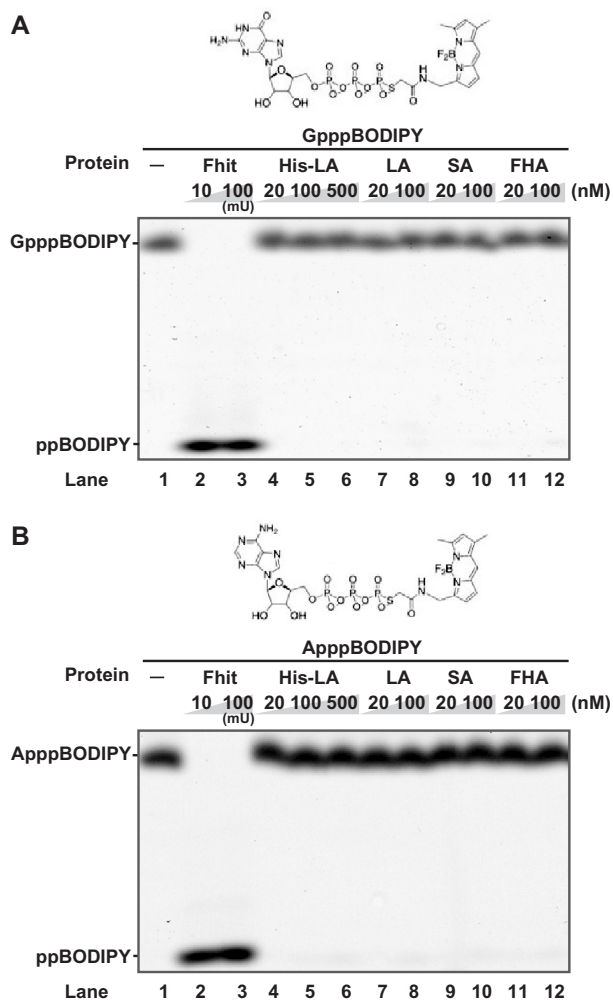 A
GpppBODIPY
Protein — Fhit His-LA LA SA FHA
10 100 20 100 500 20 100 20 100 20 100 (nM)
(mU)
GpppBODIPY
ppBODIPY
Lane 1 2 3 4 5 6 7 8 9 10 11 12
B
ApppBODIPY
Protein — Fhit His-LA LA SA FHA
10 100 20 100 500 20 100 20 100 20 100 (nM)
(mU)
ApppBODIPY
ppBODIPY
Lane 1 2 3 4 5 6 7 8 9 10 11 12